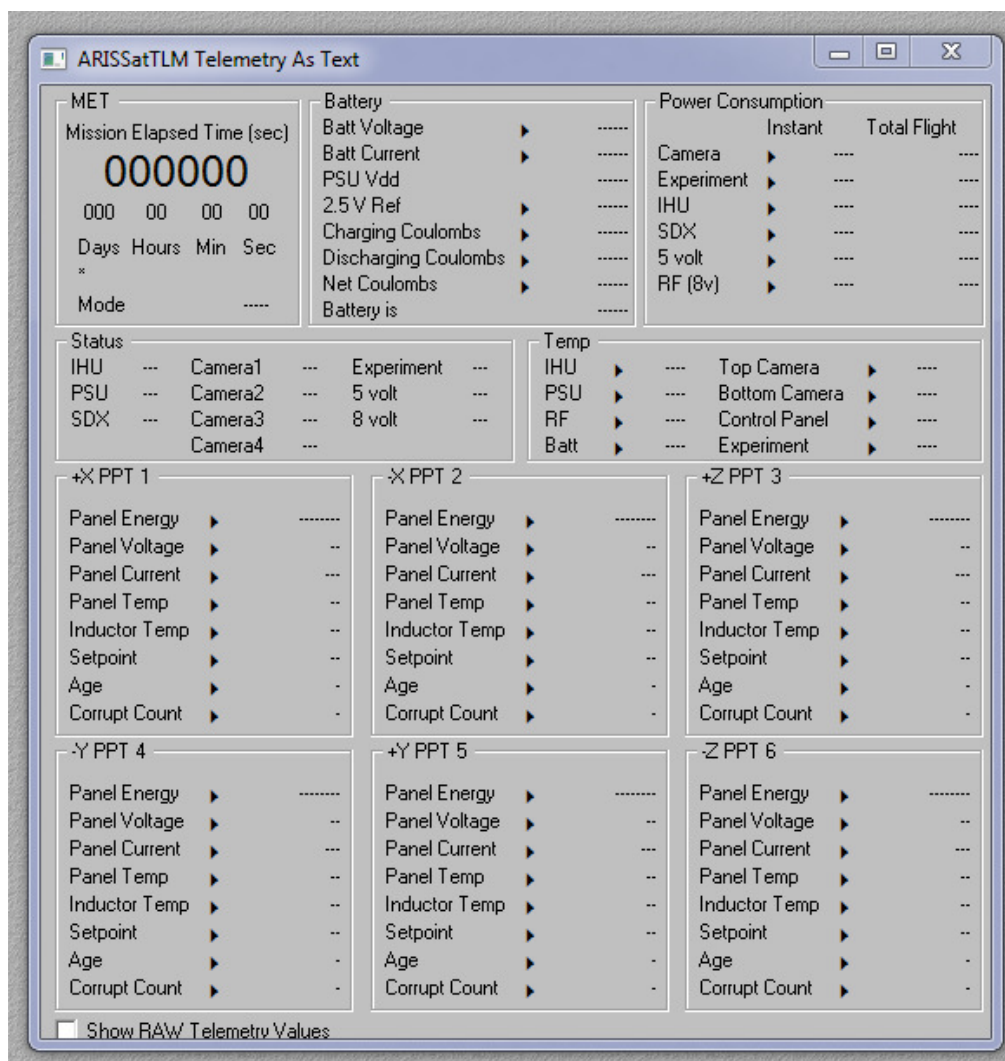 ARISSatTLM Telemetry As Text
MET
Mission Elapsed Time (sec)
000000
000 00 00 00
Days Hours Min Sec
*
Mode -----
Battery
Batt Voltage ------
Batt Current ------
PSU Vdd ------
2.5 V Ref ------
Charging Coulombs ------
Discharging Coulombs ------
Net Coulombs ------
Battery is ------
Power Consumption
Instant Total Flight
Camera ---- ----
Experiment ---- ----
IHU ---- ----
SDX ---- ----
5 volt ---- ----
RF (8v) ---- ----
Status
IHU --- Camera1 --- Experiment ---
PSU --- Camera2 --- 5 volt ---
SDX --- Camera3 --- 8 volt ---
Camera4 ---
Temp
IHU ---- Top Camera ----
PSU ---- Bottom Camera ----
RF ---- Control Panel ----
Batt ---- Experiment ----
+X PPT 1
Panel Energy -------
Panel Voltage --
Panel Current ---
Panel Temp --
Inductor Temp --
Setpoint --
Age -
Corrupt Count -
-X PPT 2
Panel Energy -------
Panel Voltage --
Panel Current ---
Panel Temp --
Inductor Temp --
Setpoint --
Age -
Corrupt Count -
+Z PPT 3
Panel Energy -------
Panel Voltage --
Panel Current ---
Panel Temp --
Inductor Temp --
Setpoint --
Age -
Corrupt Count -
-Y PPT 4
Panel Energy -------
Panel Voltage --
Panel Current ---
Panel Temp --
Inductor Temp --
Setpoint --
Age -
Corrupt Count -
+Y PPT 5
Panel Energy -------
Panel Voltage --
Panel Current ---
Panel Temp --
Inductor Temp --
Setpoint --
Age -
Corrupt Count -
-Z PPT 6
Panel Energy -------
Panel Voltage --
Panel Current ---
Panel Temp --
Inductor Temp --
Setpoint --
Age -
Corrupt Count -
Show RAW Telemetry Values